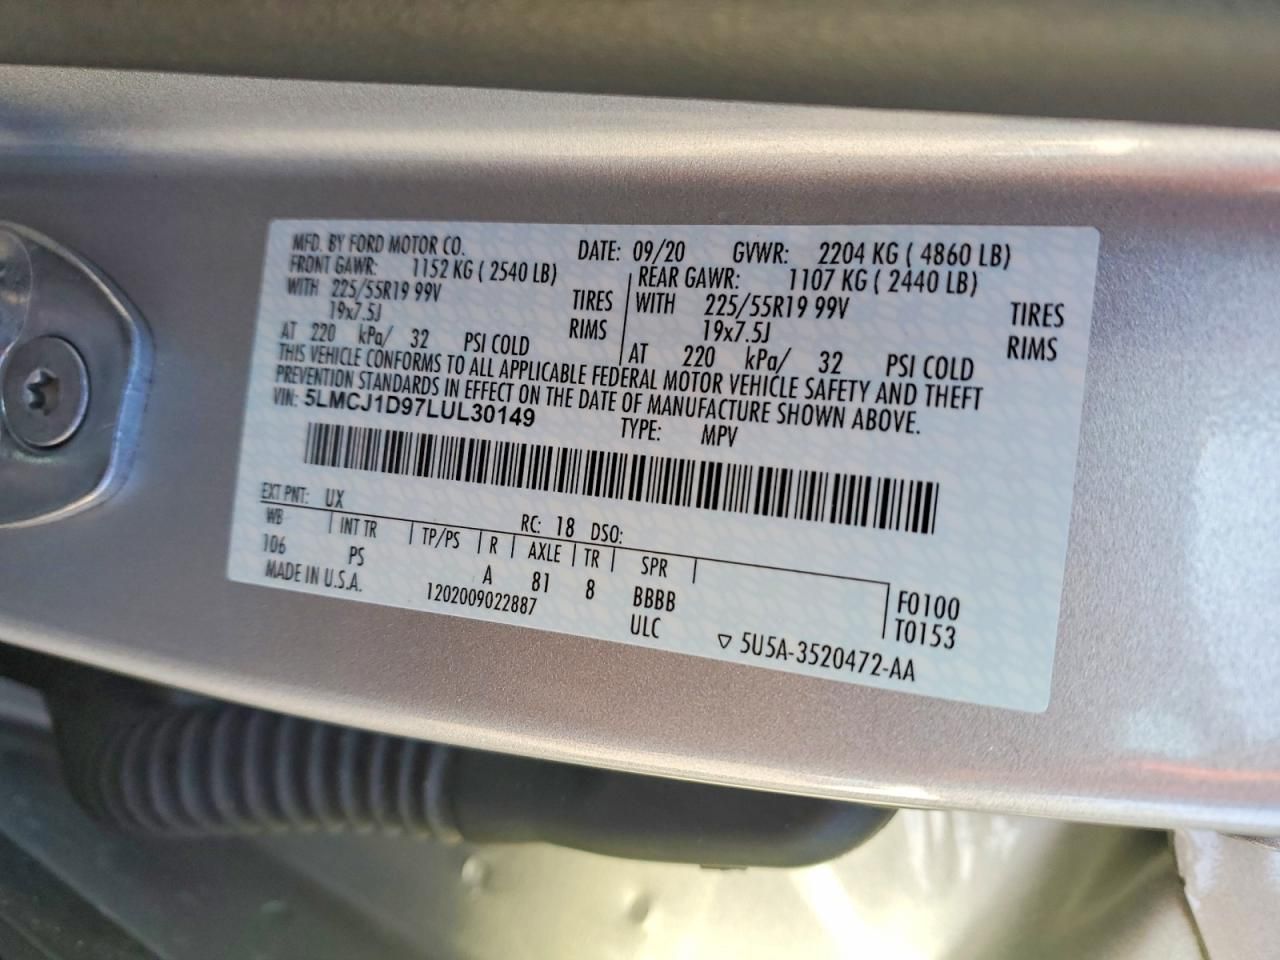 MFD. BY FORD MOTOR CO. DATE: 09/20 GVWR: 2204 KG ( 4860 LB)
FRONT GAWR: 1152 KG ( 2540 LB) REAR GAWR: 1107 KG ( 2440 LB)
WITH 225/55R19 99V TIRES WITH 225/55R19 99V TIRES
19x7.5J RIMS 19x7.5J RIMS
AT 220 kPa/ 32 PSI COLD AT 220 kPa/ 32 PSI COLD
THIS VEHICLE CONFORMS TO ALL APPLICABLE FEDERAL MOTOR VEHICLE SAFETY AND THEFT
PREVENTION STANDARDS IN EFFECT ON THE DATE OF MANUFACTURE SHOWN ABOVE.
VIN: 5LMCJ1D97LUL30149 TYPE: MPV
EXT PNT: UX RC: 18 DSO:
WB INT TR TP/PS R AXLE TR SPR
106 PS A 81 8 BBBB F0100
MADE IN U.S.A. 1202009022887 ULC T0153
▽ 5U5A-3520472-AA